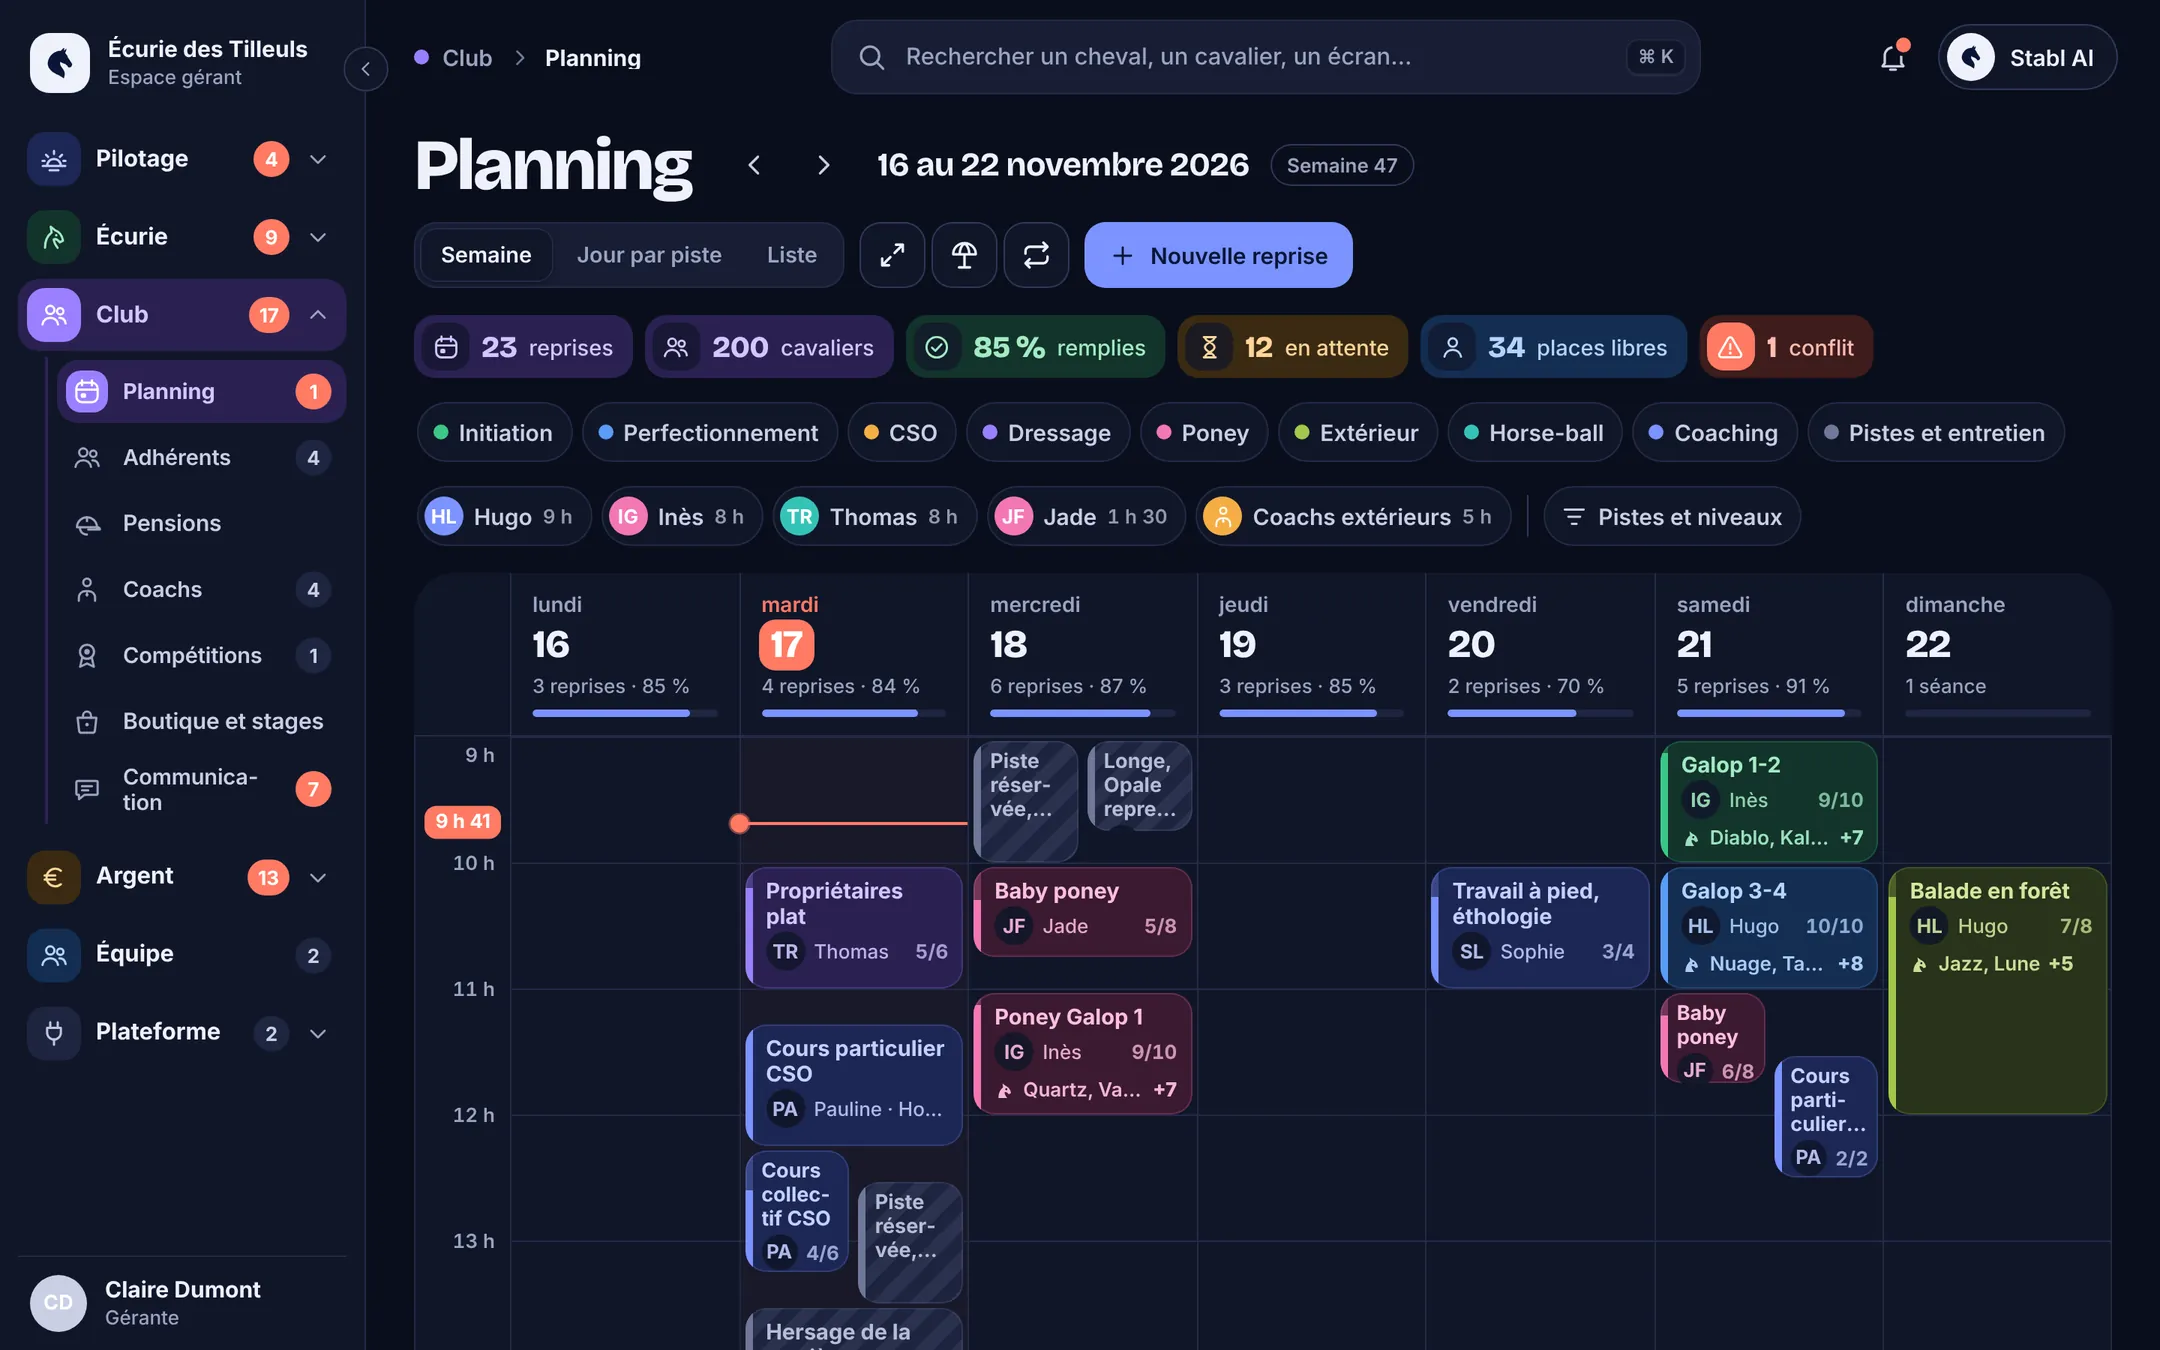 Écurie des Tilleuls
Espace gérant
Pilotage
4
Écurie
9
Club
17
Planning
1
Adhérents
4
Pensions
Coachs
4
Compétitions
1
Boutique et stages
Communica-
tion
7
Argent
13
Équipe
2
Plateforme
2
CD
Claire Dumont
Gérante
Club
Planning
Rechercher un cheval, un cavalier, un écran...
⌘ K
Stabl AI
Planning
16 au 22 novembre 2026
Semaine 47
Semaine
Jour par piste
Liste
Nouvelle reprise
23 reprises
200 cavaliers
85 % remplies
12 en attente
34 places libres
1 conflit
Initiation
Perfectionnement
CSO
Dressage
Poney
Extérieur
Horse-ball
Coaching
Pistes et entretien
HL Hugo 9 h
IG Inès 8 h
TR Thomas 8 h
JF Jade 1 h 30
Coachs extérieurs 5 h
Pistes et niveaux
lundi
16
3 reprises · 85 %
mardi
17
4 reprises · 84 %
mercredi
18
6 reprises · 87 %
jeudi
19
3 reprises · 85 %
vendredi
20
2 reprises · 70 %
samedi
21
5 reprises · 91 %
dimanche
22
1 séance
9 h
9 h 41
10 h
11 h
12 h
13 h
Propriétaires
plat
TR Thomas 5/6
Cours particulier
CSO
PA Pauline · Ho...
Cours
collec-
tif CSO
PA 4/6
Piste
réser-
vée,...
Hersage de la
Piste
réser-
vée,...
Longe,
Opale
repre...
Baby poney
JF Jade 5/8
Poney Galop 1
IG Inès 9/10
Quartz, Va... +7
Travail à pied,
éthologie
SL Sophie 3/4
Galop 1-2
IG Inès 9/10
Diablo, Kal... +7
Galop 3-4
HL Hugo 10/10
Nuage, Ta... +8
Baby
poney
JF 6/8
Cours
parti-
culier...
PA 2/2
Balade en forêt
HL Hugo 7/8
Jazz, Lune +5